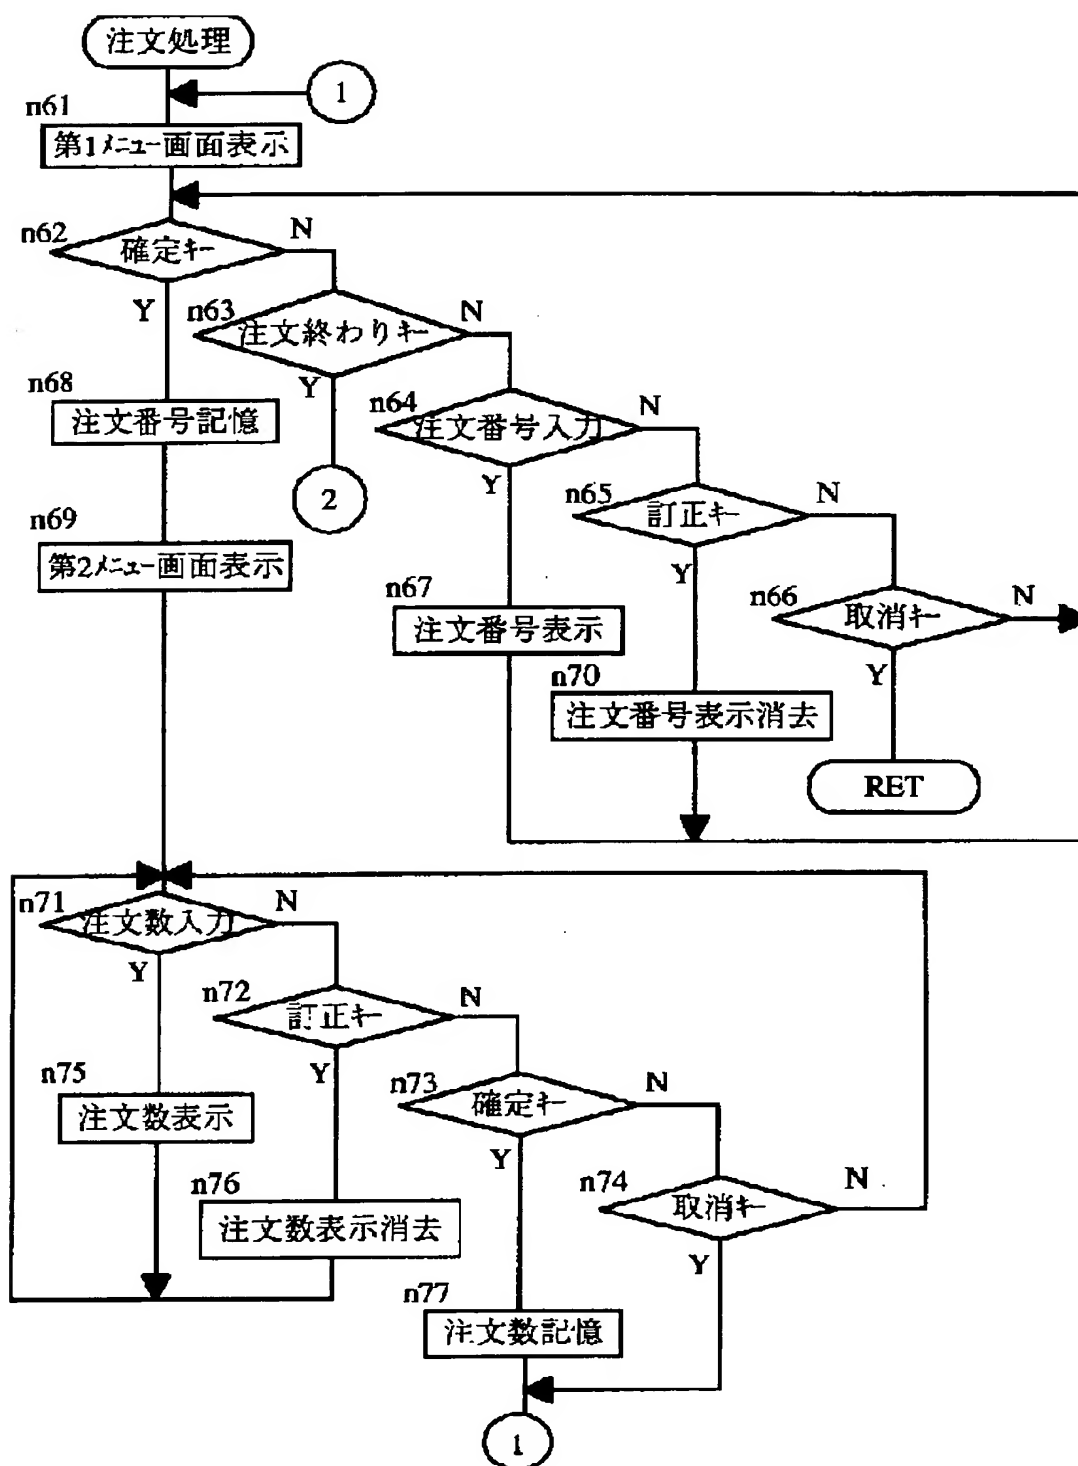 注文処理
1
n61
第1メニュー画面表示
n62
確定キー
N
Y
n63
注文終わりキー
N
Y
n68
注文番号記憶
n64
注文番号入力
N
Y
2
n65
訂正キー
N
Y
n69
第2メニュー画面表示
n67
注文番号表示
n66
取消キー
N
Y
n70
注文番号表示消去
RET
n71
注文数入力
N
Y
n72
訂正キー
N
Y
n75
注文数表示
n73
確定キー
N
Y
n76
注文数表示消去
n74
取消キー
N
Y
n77
注文数記憶
1